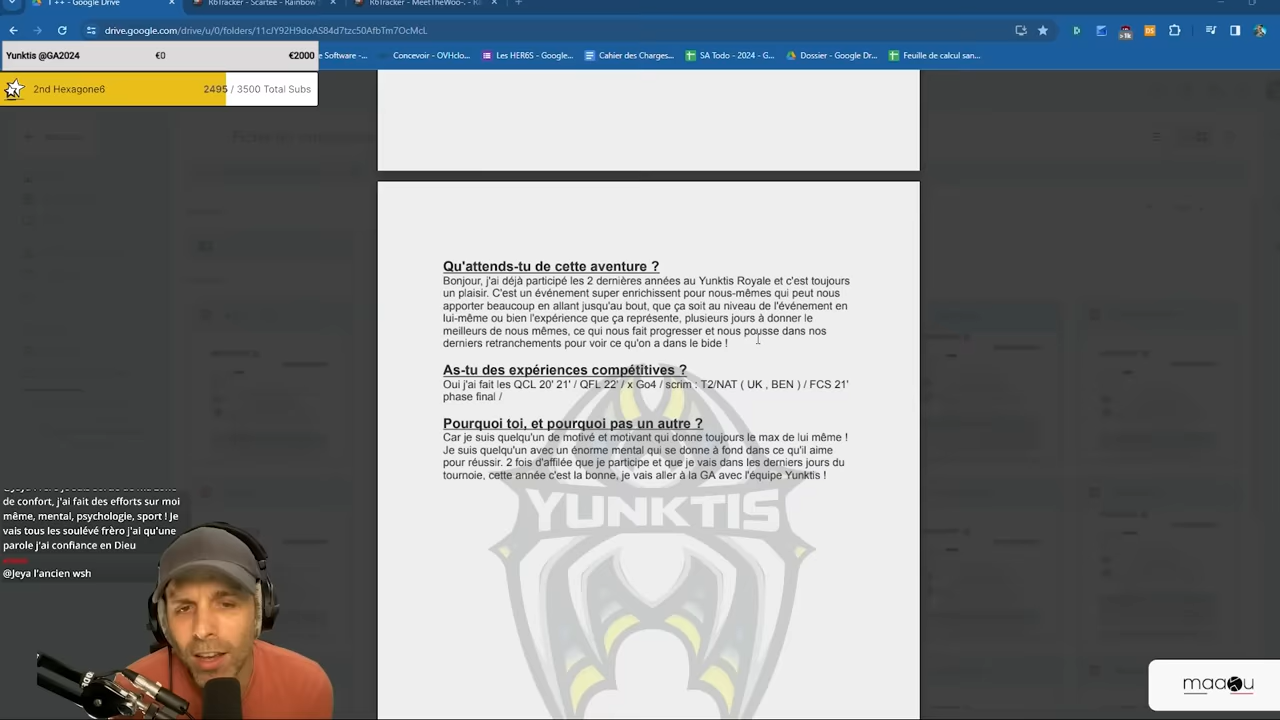 T ++ - Google Drive
R6Tracker - Scartee - Rainbow
R6Tracker - MeetTheWoo-. - R
drive.google.com/drive/u/0/folders/11cJY92H9doAS84d7tzc50AfbTm7OcMcL
Yunktis @GA2024 €0 €2000
e Software -...
Concevoir - OVHclo...
Les HER6S - Google...
Cahier des Charges...
SA Todo - 2024 - G...
Dossier - Google Dr...
Feuille de calcul san...
2nd Hexagone6 2495 / 3500 Total Subs
Qu'attends-tu de cette aventure ?
Bonjour, j'ai déjà participé les 2 dernières années au Yunktis Royale et c'est toujours
un plaisir. C'est un événement super enrichissent pour nous-mêmes qui peut nous
apporter beaucoup en allant jusqu'au bout, que ça soit au niveau de l'événement en
lui-même ou bien l'expérience que ça représente, plusieurs jours à donner le
meilleurs de nous mêmes, ce qui nous fait progresser et nous pousse dans nos
derniers retranchements pour voir ce qu'on a dans le bide !
As-tu des expériences compétitives ?
Oui j'ai fait les QCL 20' 21' / QFL 22' / x Go4 / scrim : T2/NAT ( UK , BEN ) / FCS 21'
phase final /
Pourquoi toi, et pourquoi pas un autre ?
Car je suis quelqu'un de motivé et motivant qui donne toujours le max de lui même !
Je suis quelqu'un avec un énorme mental qui se donne à fond dans ce qu'il aime
pour réussir. 2 fois d'affilée que je participe et que je vais dans les derniers jours du
tournoie, cette année c'est la bonne, je vais aller à la GA avec l'équipe Yunktis !
YUNKTIS
de confort, j'ai fait des efforts sur moi
même, mental, psychologie, sport ! Je
vais tous les soulévé frèro j'ai qu'une
parole j'ai confiance en Dieu
@Jeya l'ancien wsh